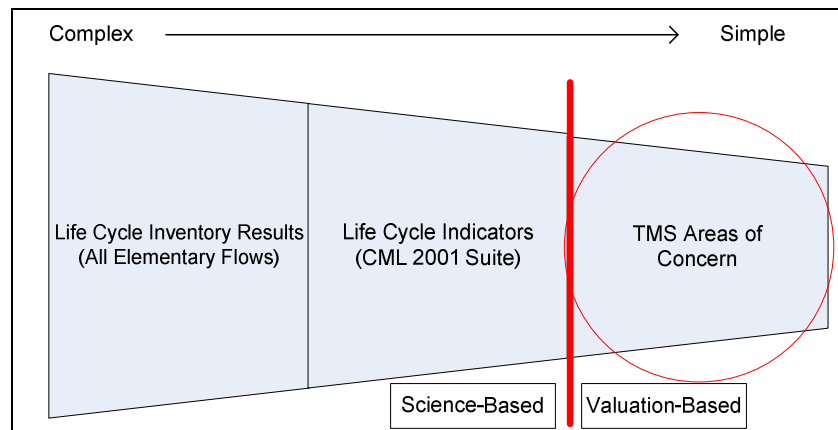 Complex
Simple
Life Cycle Inventory Results
(All Elementary Flows)
Life Cycle Indicators
(CML 2001 Suite)
TMS Areas of
Concern
Science-Based
Valuation-Based